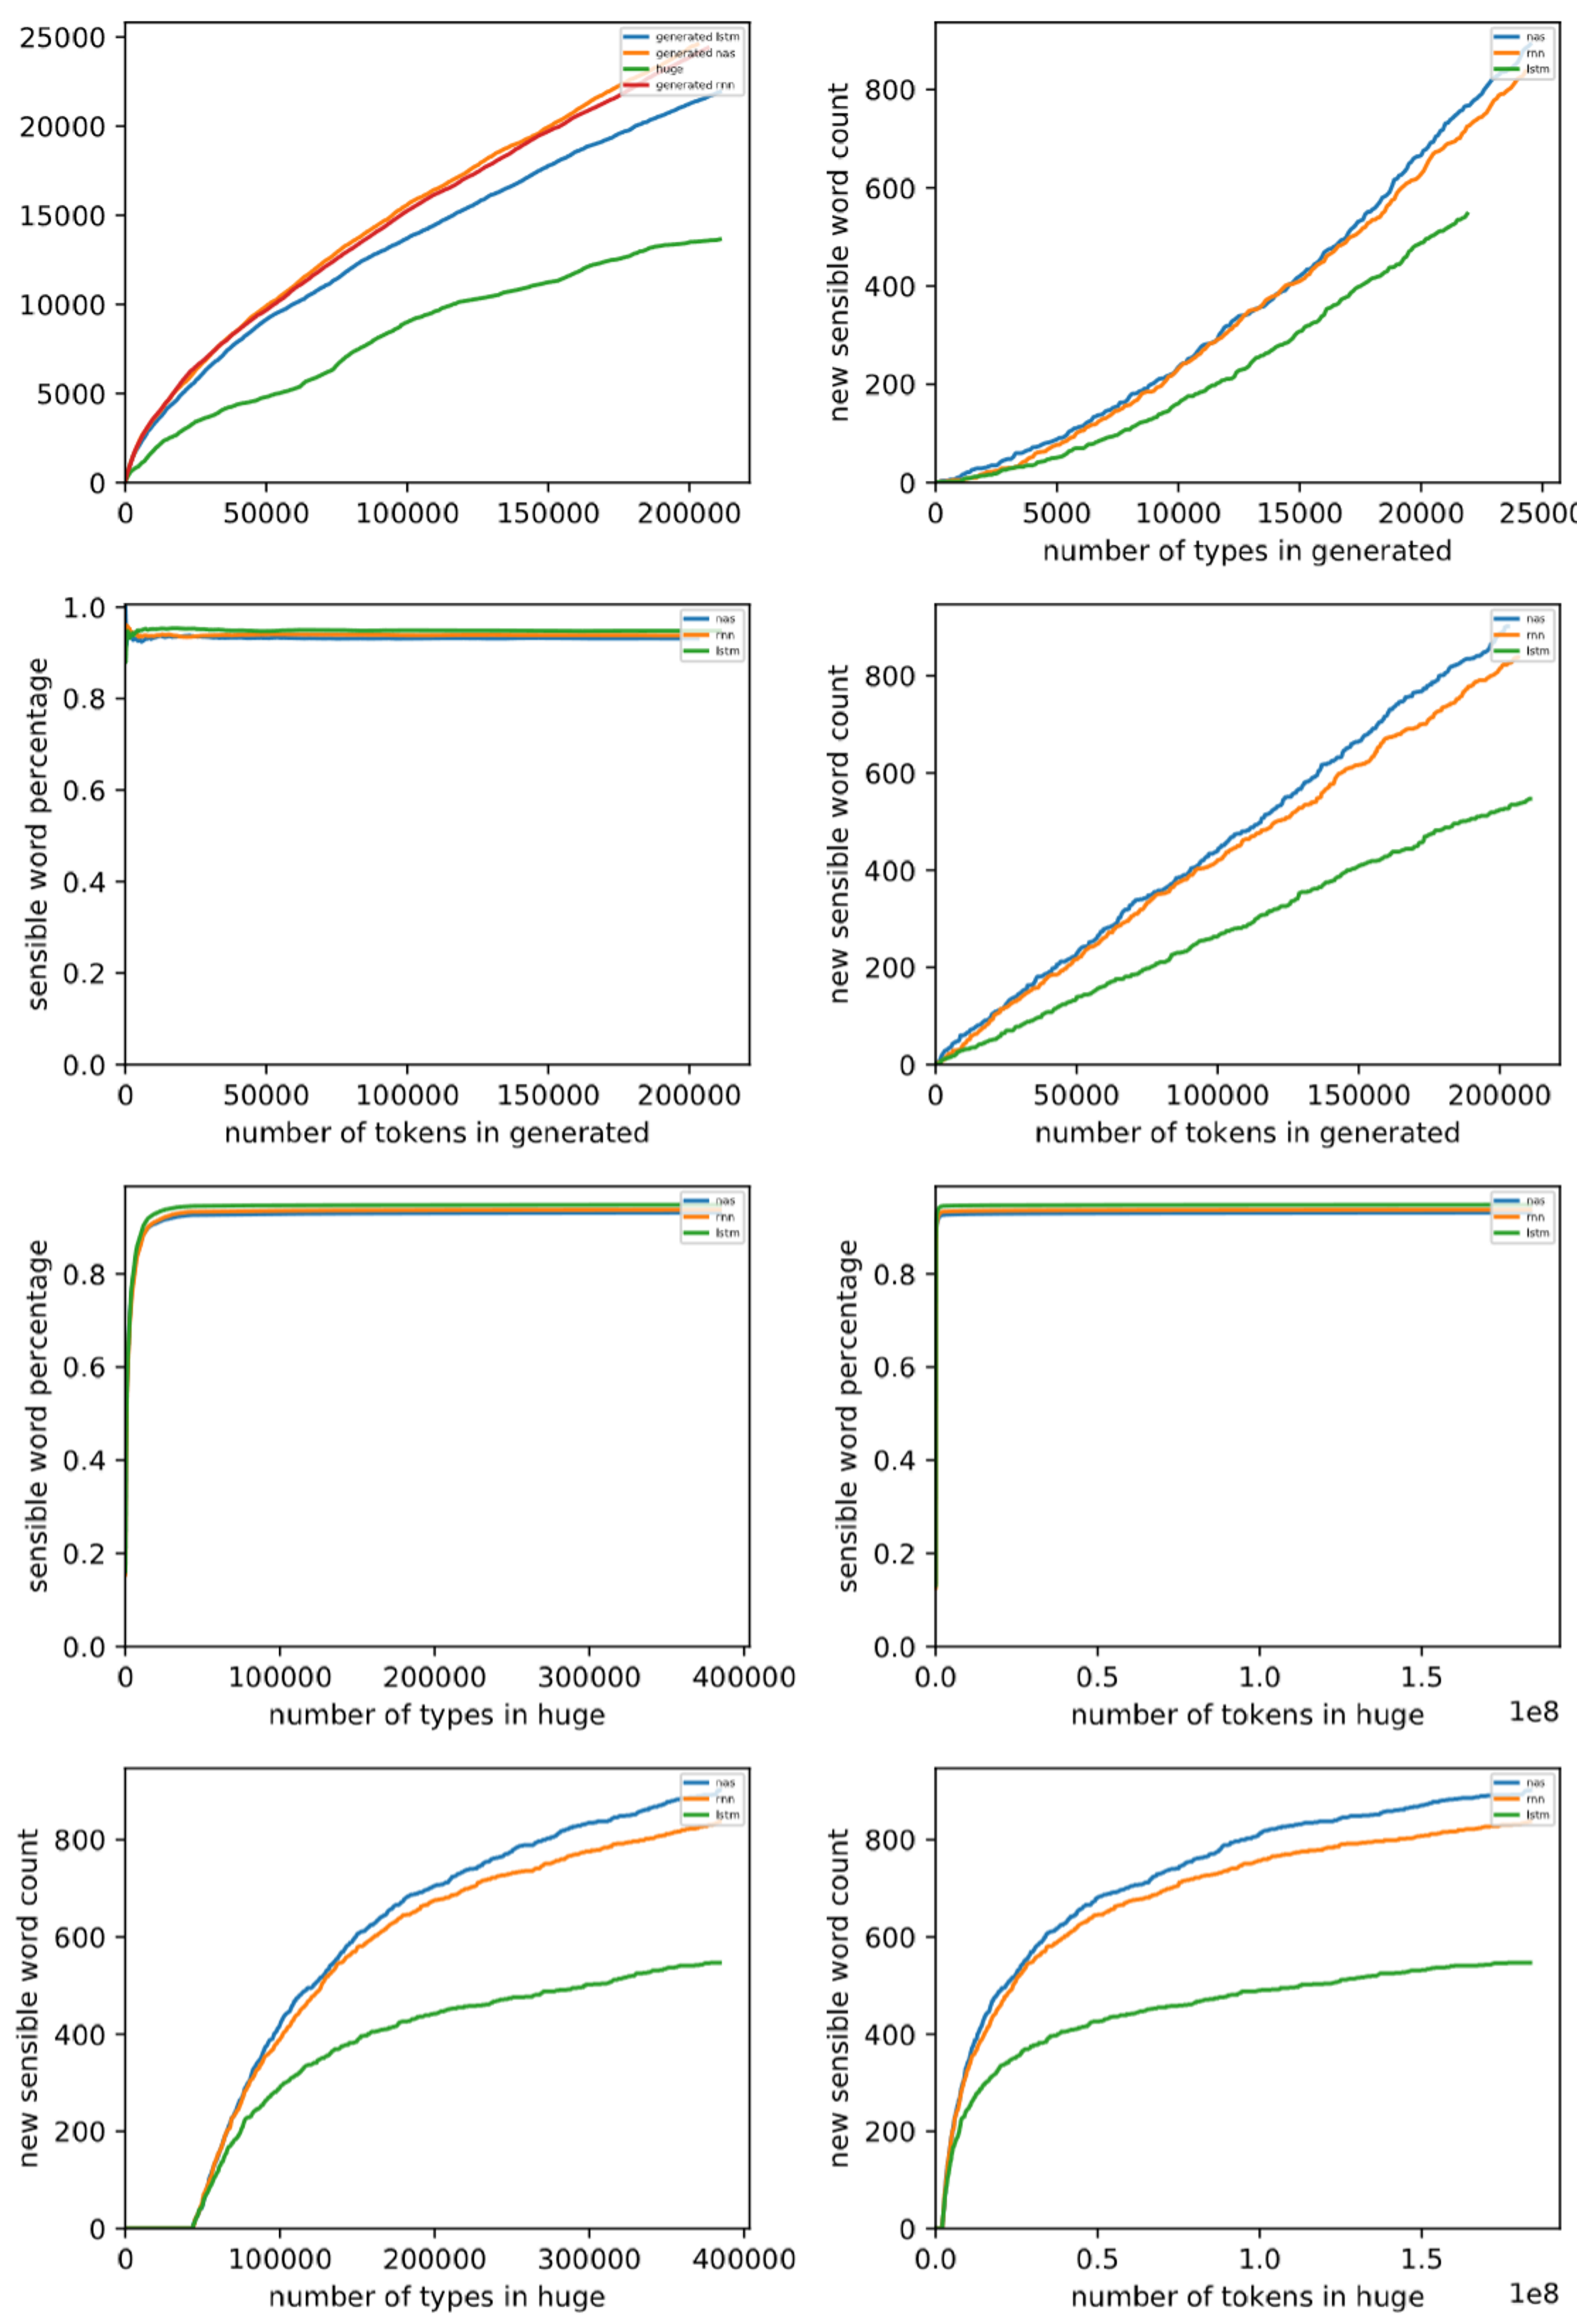 25000
20000
15000
10000
5000
0
0 50000 100000 150000 200000
generated lstm
generated nas
huge
generated rnn
new sensible word count
800
600
400
200
0
0 5000 10000 15000 20000 2500
number of types in generated
nas
rnn
lstm
sensible word percentage
1.0
0.8
0.6
0.4
0.2
0.0
0 50000 100000 150000 200000
number of tokens in generated
nas
rnn
lstm
new sensible word count
800
600
400
200
0
0 50000 100000 150000 200000
number of tokens in generated
nas
rnn
lstm
sensible word percentage
0.8
0.6
0.4
0.2
0.0
0 100000 200000 300000 400000
number of types in huge
nas
rnn
lstm
sensible word percentage
0.8
0.6
0.4
0.2
0.0
0.0 0.5 1.0 1.5
number of tokens in huge 1e8
nas
rnn
lstm
new sensible word count
800
600
400
200
0
0 100000 200000 300000 400000
number of types in huge
nas
rnn
lstm
new sensible word count
800
600
400
200
0
0.0 0.5 1.0 1.5
number of tokens in huge 1e8
nas
rnn
lstm